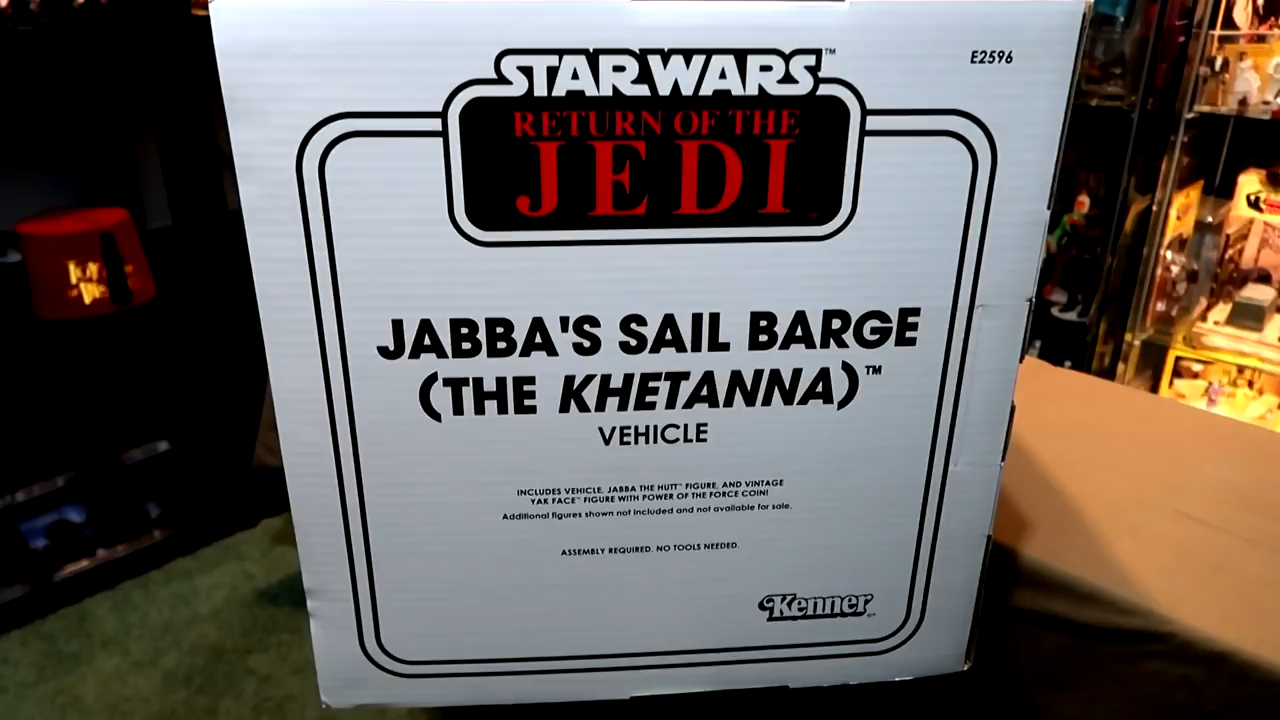 E2596
STAR WARS™
RETURN OF THE
JEDI
JABBA'S SAIL BARGE
(THE KHETANNA)™
VEHICLE
INCLUDES VEHICLE, JABBA THE HUTT™ FIGURE, AND VINTAGE
YAK FACE™ FIGURE WITH POWER OF THE FORCE COIN!
Additional figures shown not included and not available for sale.
ASSEMBLY REQUIRED. NO TOOLS NEEDED.
Kenner